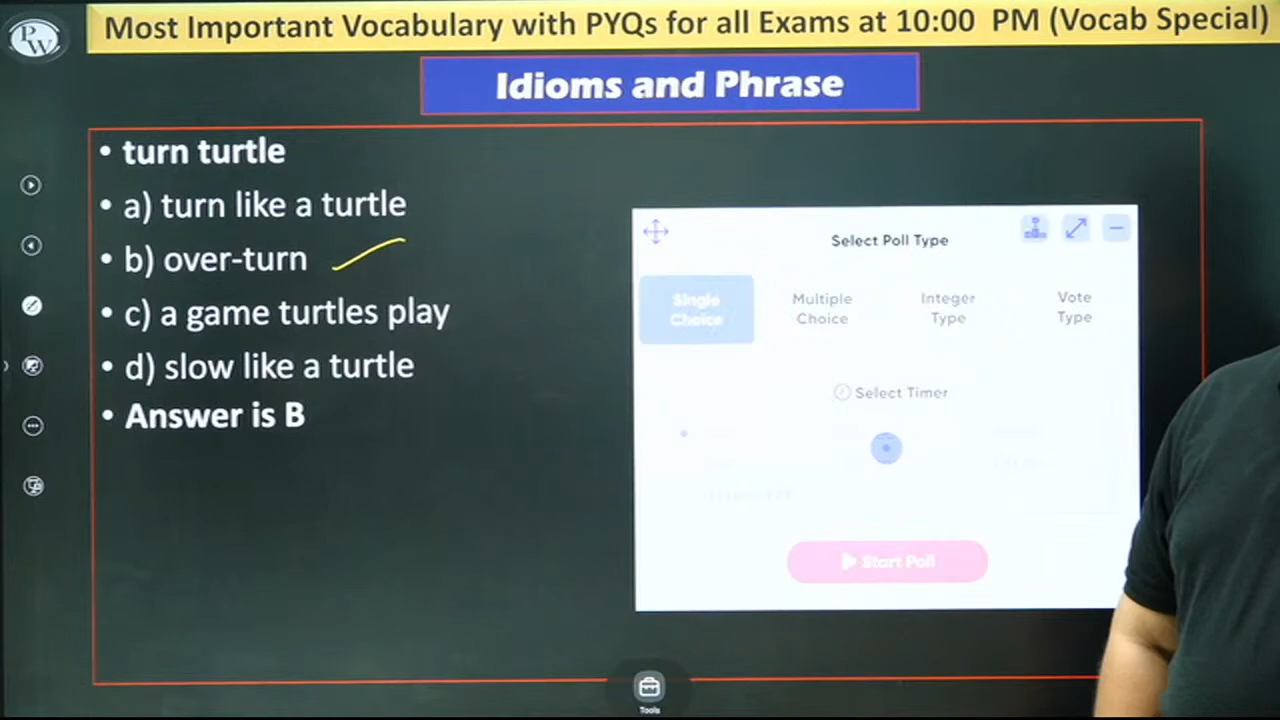 PW
Most Important Vocabulary with PYQs for all Exams at 10:00 PM (Vocab Special)
Idioms and Phrase
• turn turtle
• a) turn like a turtle
• b) over-turn
• c) a game turtles play
• d) slow like a turtle
• Answer is B
Select Poll Type
Single Choice
Multiple Choice
Integer Type
Vote Type
Select Timer
Start Poll
Tools